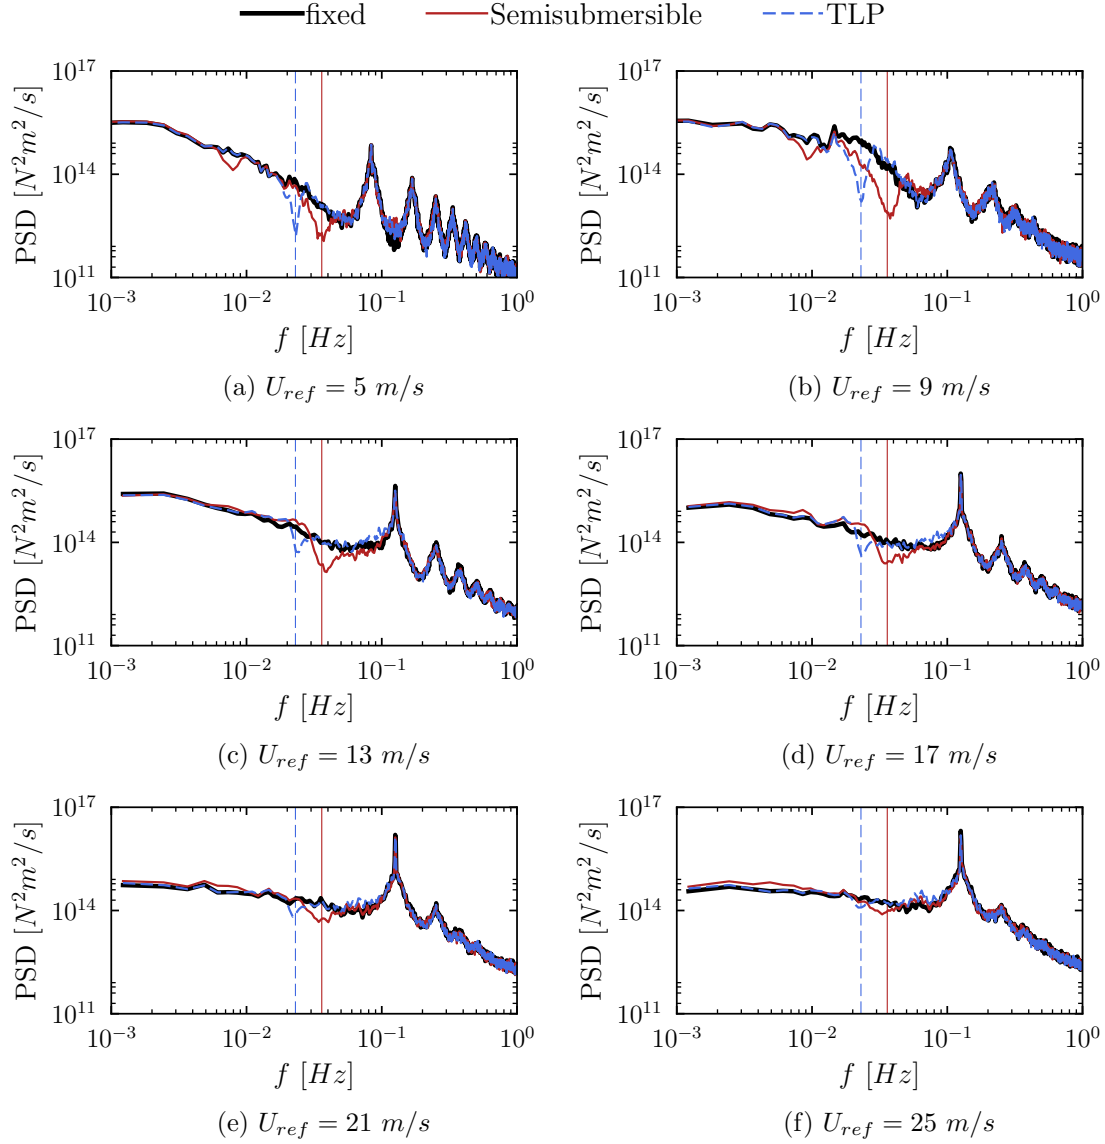 fixed Semisubmersible TLP
10^17
10^14
10^11
PSD [N^2m^2/s]
10^−3 10^−2 10^−1 10^0
f [Hz]
(a) U_ref = 5 m/s
10^17
10^14
10^11
PSD [N^2m^2/s]
10^−3 10^−2 10^−1 10^0
f [Hz]
(b) U_ref = 9 m/s
10^17
10^14
10^11
PSD [N^2m^2/s]
10^−3 10^−2 10^−1 10^0
f [Hz]
(c) U_ref = 13 m/s
10^17
10^14
10^11
PSD [N^2m^2/s]
10^−3 10^−2 10^−1 10^0
f [Hz]
(d) U_ref = 17 m/s
10^17
10^14
10^11
PSD [N^2m^2/s]
10^−3 10^−2 10^−1 10^0
f [Hz]
(e) U_ref = 21 m/s
10^17
10^14
10^11
PSD [N^2m^2/s]
10^−3 10^−2 10^−1 10^0
f [Hz]
(f) U_ref = 25 m/s